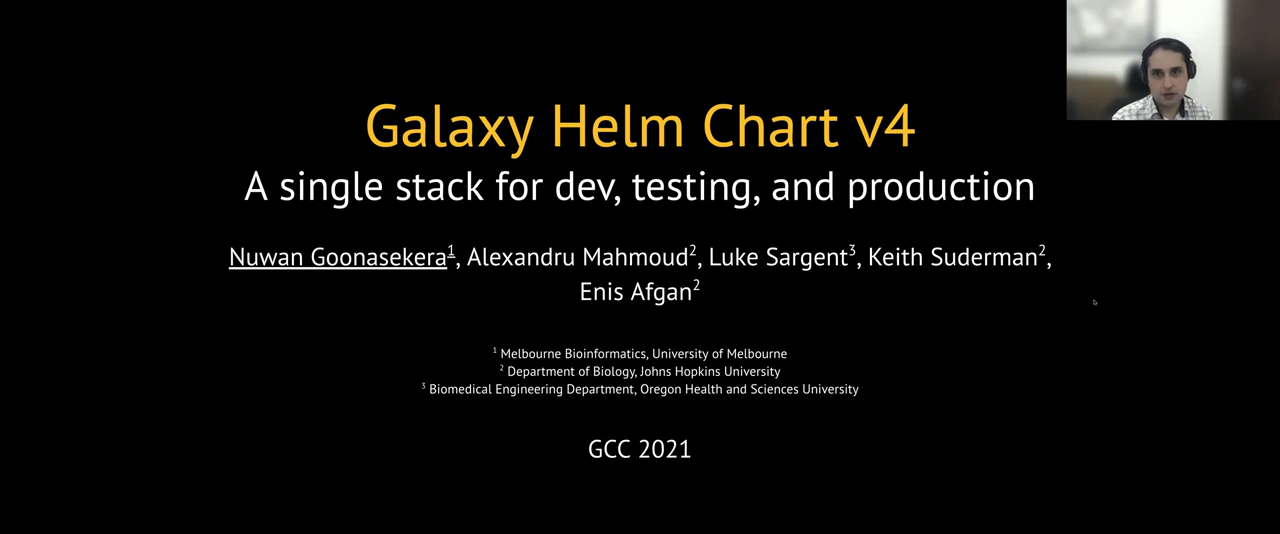 Galaxy Helm Chart v4
A single stack for dev, testing, and production
Nuwan Goonasekera¹, Alexandru Mahmoud², Luke Sargent³, Keith Suderman²,
Enis Afgan²
¹ Melbourne Bioinformatics, University of Melbourne
² Department of Biology, Johns Hopkins University
³ Biomedical Engineering Department, Oregon Health and Sciences University
GCC 2021